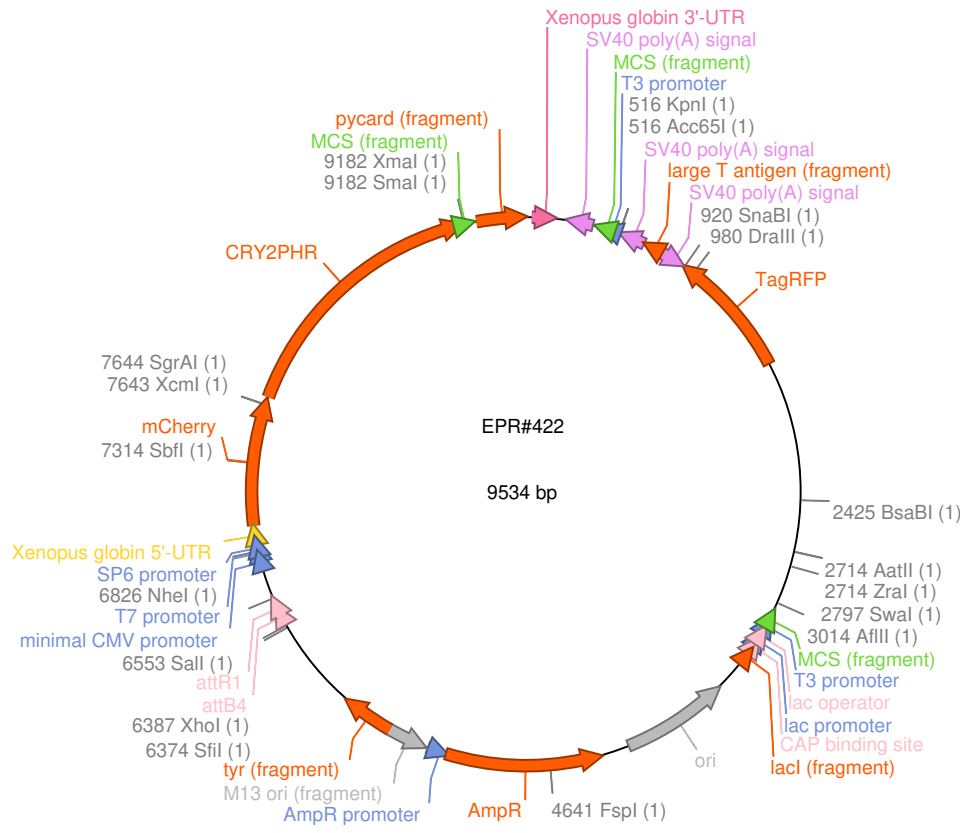 Xenopus globin 3'-UTR
SV40 poly(A) signal
MCS (fragment)
T3 promoter
516 KpnI (1)
516 Acc65I (1)
SV40 poly(A) signal
large T antigen (fragment)
SV40 poly(A) signal
920 SnaBI (1)
980 DraIII (1)
TagRFP
pycard (fragment)
MCS (fragment)
9182 XmaI (1)
9182 SmaI (1)
CRY2PHR
7644 SgrAI (1)
7643 XcmI (1)
mCherry
7314 SbfI (1)
EPR#422
9534 bp
2425 BsaBI (1)
2714 AatII (1)
2714 ZraI (1)
2797 SwaI (1)
3014 AflII (1)
MCS (fragment)
T3 promoter
lac operator
lac promoter
CAP binding site
lacI (fragment)
Xenopus globin 5'-UTR
SP6 promoter
6826 NheI (1)
T7 promoter
minimal CMV promoter
6553 SalI (1)
attR1
attB4
6387 XhoI (1)
6374 SfiI (1)
tyr (fragment)
M13 ori (fragment)
AmpR promoter
AmpR
4641 FspI (1)
ori